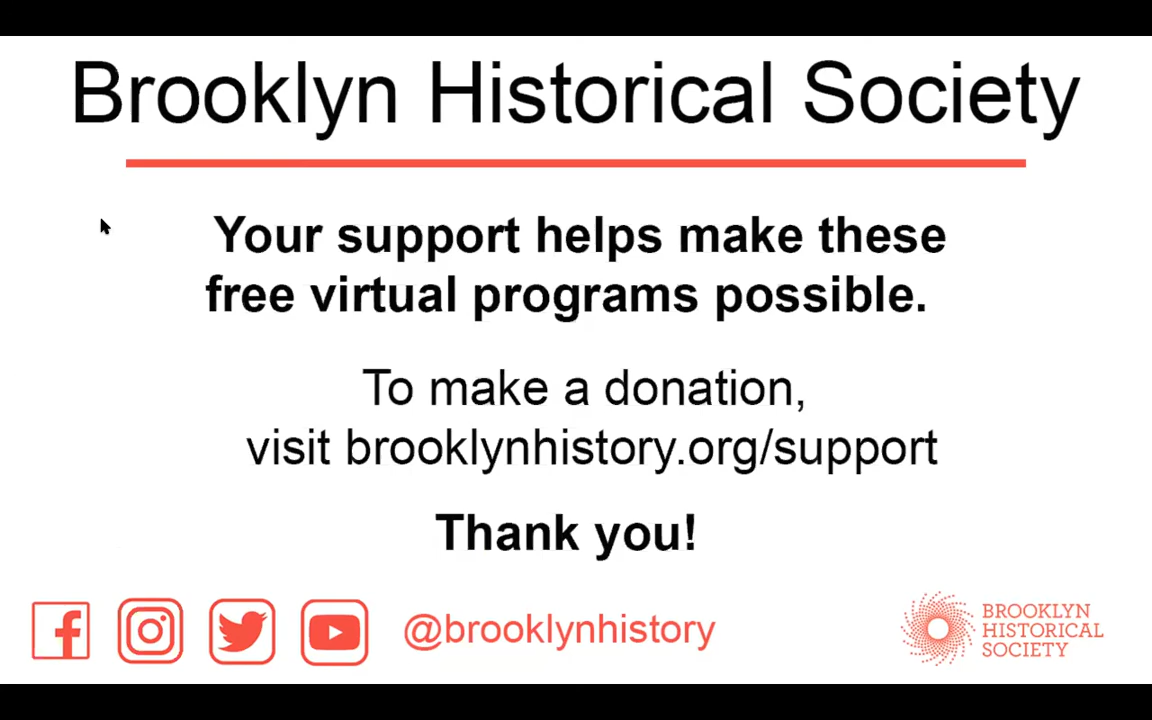 Brooklyn Historical Society
Your support helps make these
free virtual programs possible.
To make a donation,
visit brooklynhistory.org/support
Thank you!
@brooklynhistory
BROOKLYN
HISTORICAL
SOCIETY